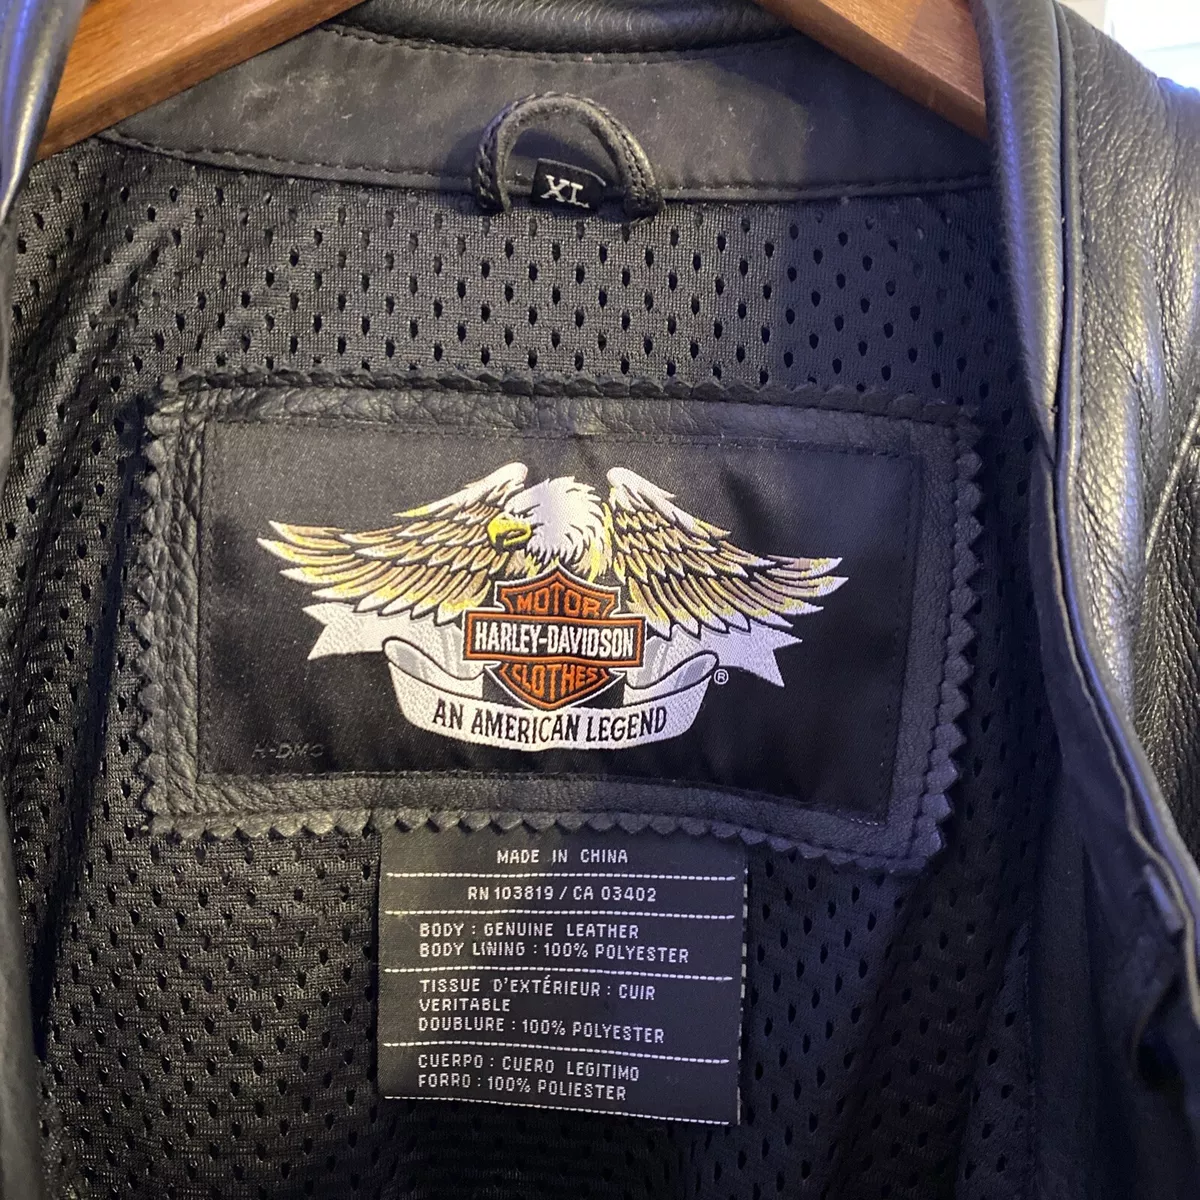 XL
MOTOR
HARLEY-DAVIDSON
CLOTHES
®
AN AMERICAN LEGEND
H-DMC
MADE IN CHINA
RN 103819 / CA 03402
BODY : GENUINE LEATHER
BODY LINING : 100% POLYESTER
TISSUE D'EXTÉRIEUR : CUIR
VERITABLE
DOUBLURE : 100% POLYESTER
CUERPO : CUERO LEGITIMO
FORRO : 100% POLIESTER